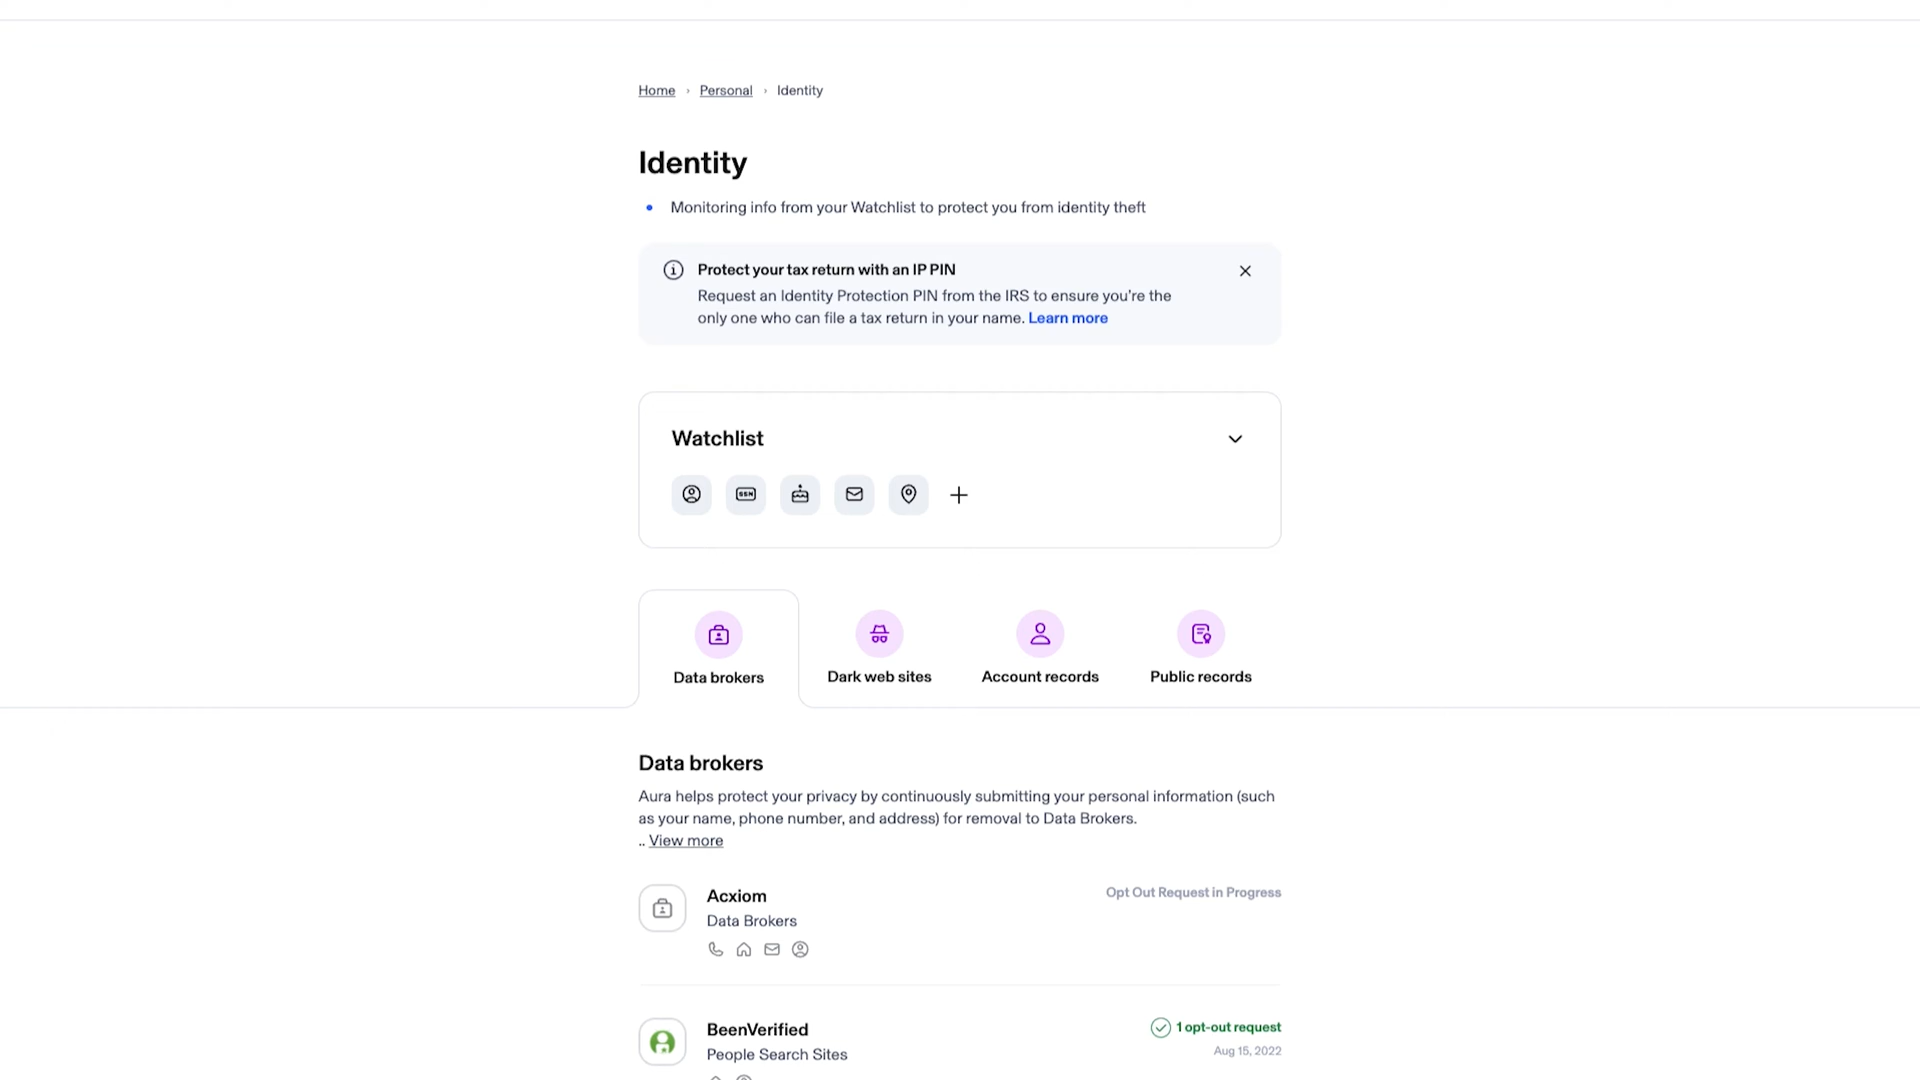 Home › Personal › Identity
Identity
• Monitoring info from your Watchlist to protect you from identity theft
Protect your tax return with an IP PIN
Request an Identity Protection PIN from the IRS to ensure you're the
only one who can file a tax return in your name. Learn more
Watchlist
SSN
Data brokers
Dark web sites
Account records
Public records
Data brokers
Aura helps protect your privacy by continuously submitting your personal information (such
as your name, phone number, and address) for removal to Data Brokers.
.. View more
Acxiom
Opt Out Request in Progress
Data Brokers
BeenVerified
1 opt-out request
People Search Sites
Aug 15, 2022